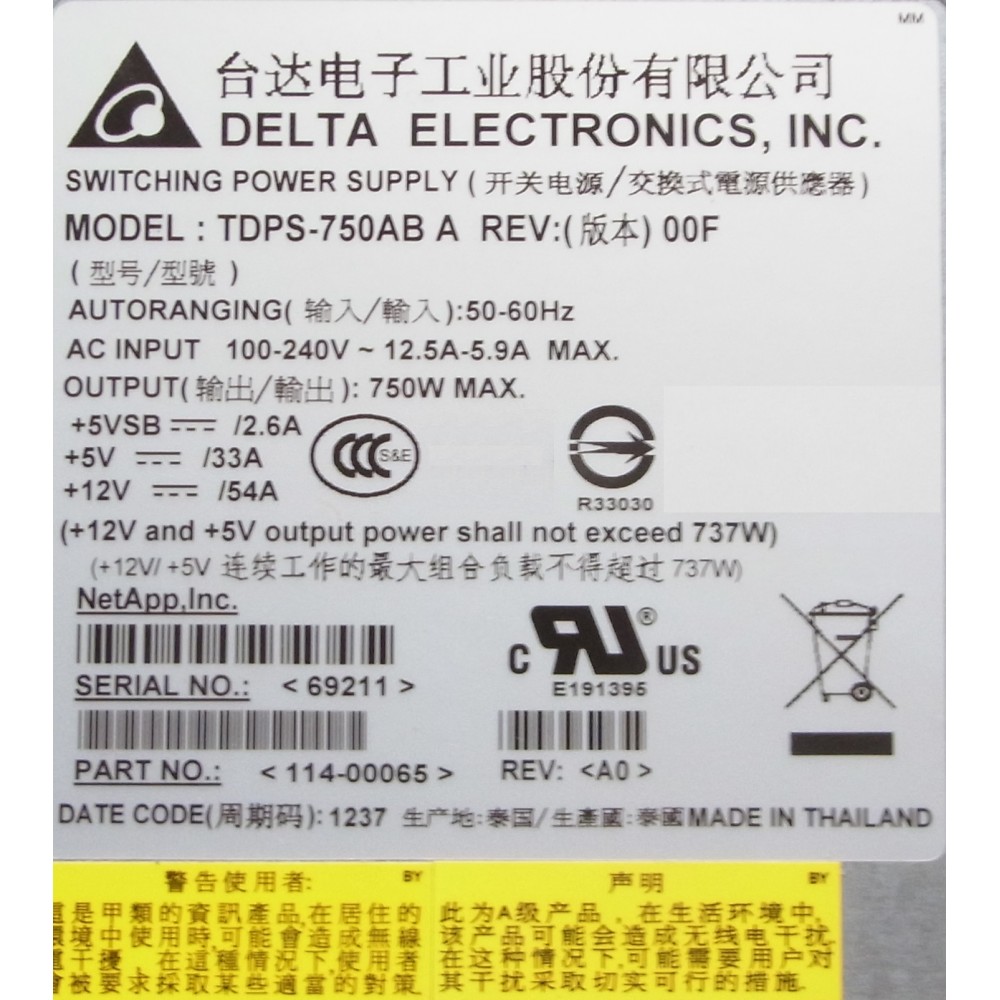 MM
台达电子工业股份有限公司
DELTA ELECTRONICS, INC.
SWITCHING POWER SUPPLY (开关电源/交換式電源供應器)
MODEL : TDPS-750AB A REV:(版本) 00F
(型号/型號)
AUTORANGING(输入/輸入):50-60Hz
AC INPUT 100-240V ~ 12.5A-5.9A MAX.
OUTPUT(输出/輸出): 750W MAX.
+5VSB /2.6A
+5V /33A
+12V /54A
CCC S&E
R33030
(+12V and +5V output power shall not exceed 737W)
(+12V/ +5V 连续工作的最大组合负载不得超过 737W)
NetApp,Inc.
C RU ® US
E191395
SERIAL NO.: < 69211 >
PART NO.: < 114-00065 > REV: <A0 >
DATE CODE(周期码): 1237 生产地:泰国/生產國:泰國 MADE IN THAILAND
警告使用者: BY
這是甲類的資訊產品,在居住的
環境中使用時,可能會造成無線
電干擾,在這種情況下,使用者
會被要求採取某些適當的對策
声明 BY
此为A级产品,在生活环境中,
该产品可能会造成无线电干扰,
在这种情况下,可能需要用户对
其干扰采取切实可行的措施.